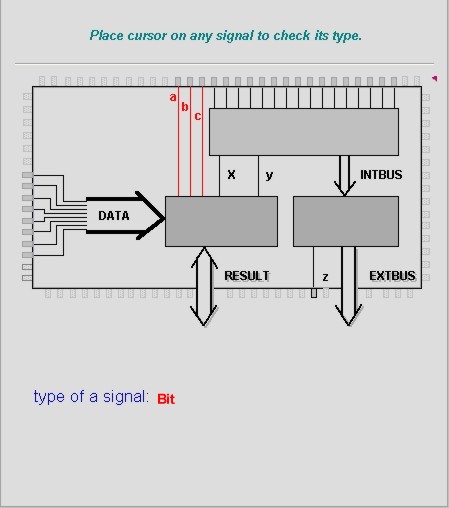 Place cursor on any signal to check its type.
a
b
c
x y INTBUS
DATA
RESULT z EXTBUS
type of a signal: Bit